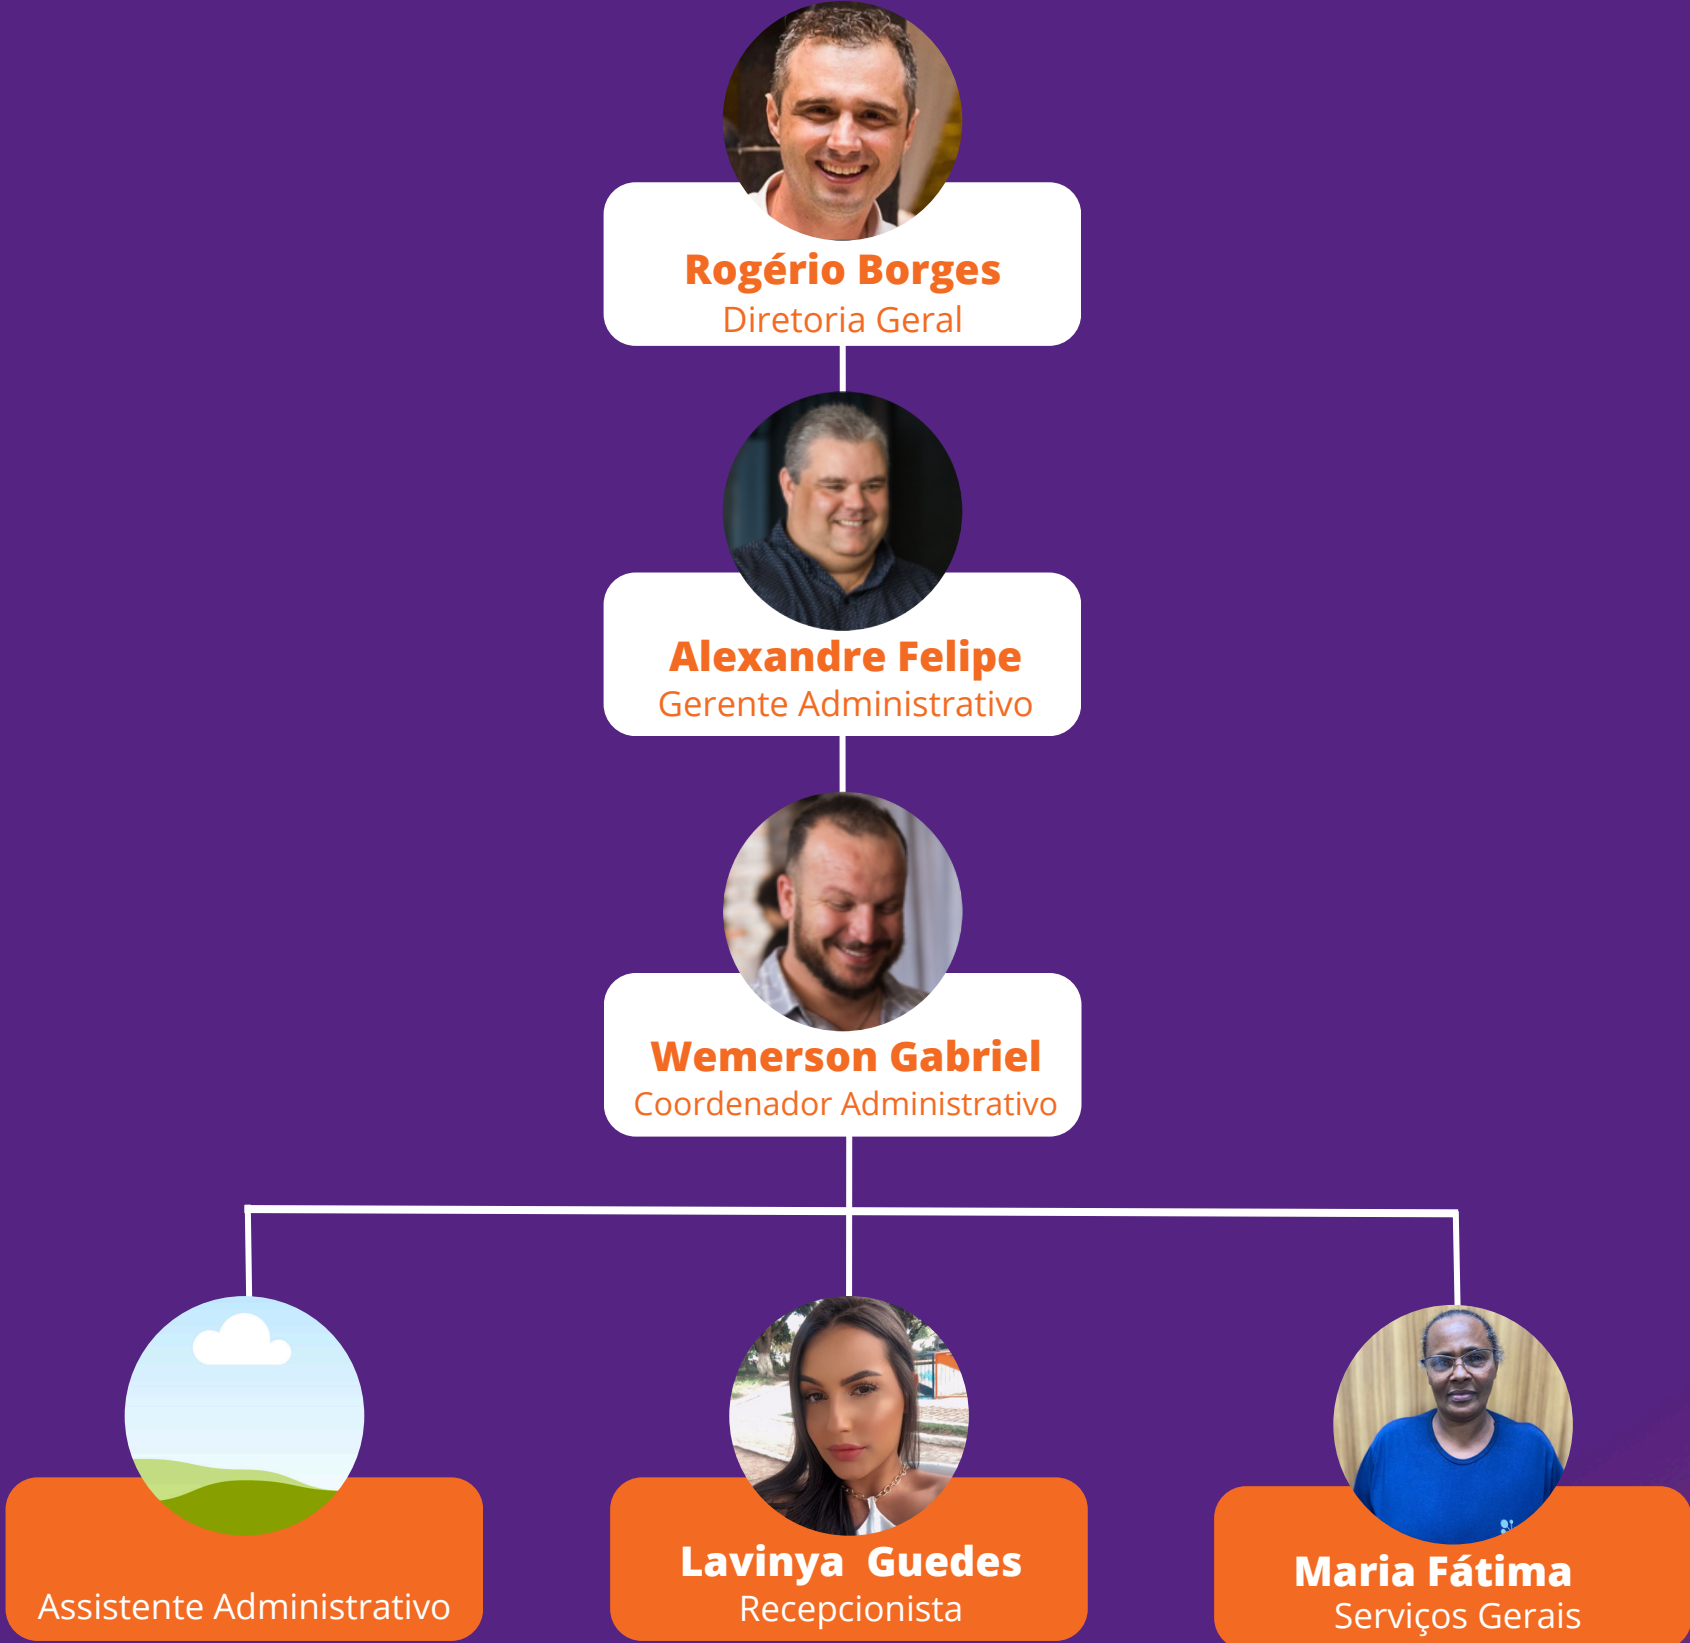 Rogério Borges
Diretoria Geral
Alexandre Felipe
Gerente Administrativo
Wemerson Gabriel
Coordenador Administrativo
Assistente Administrativo
Lavinya Guedes
Recepcionista
Maria Fátima
Serviços Gerais